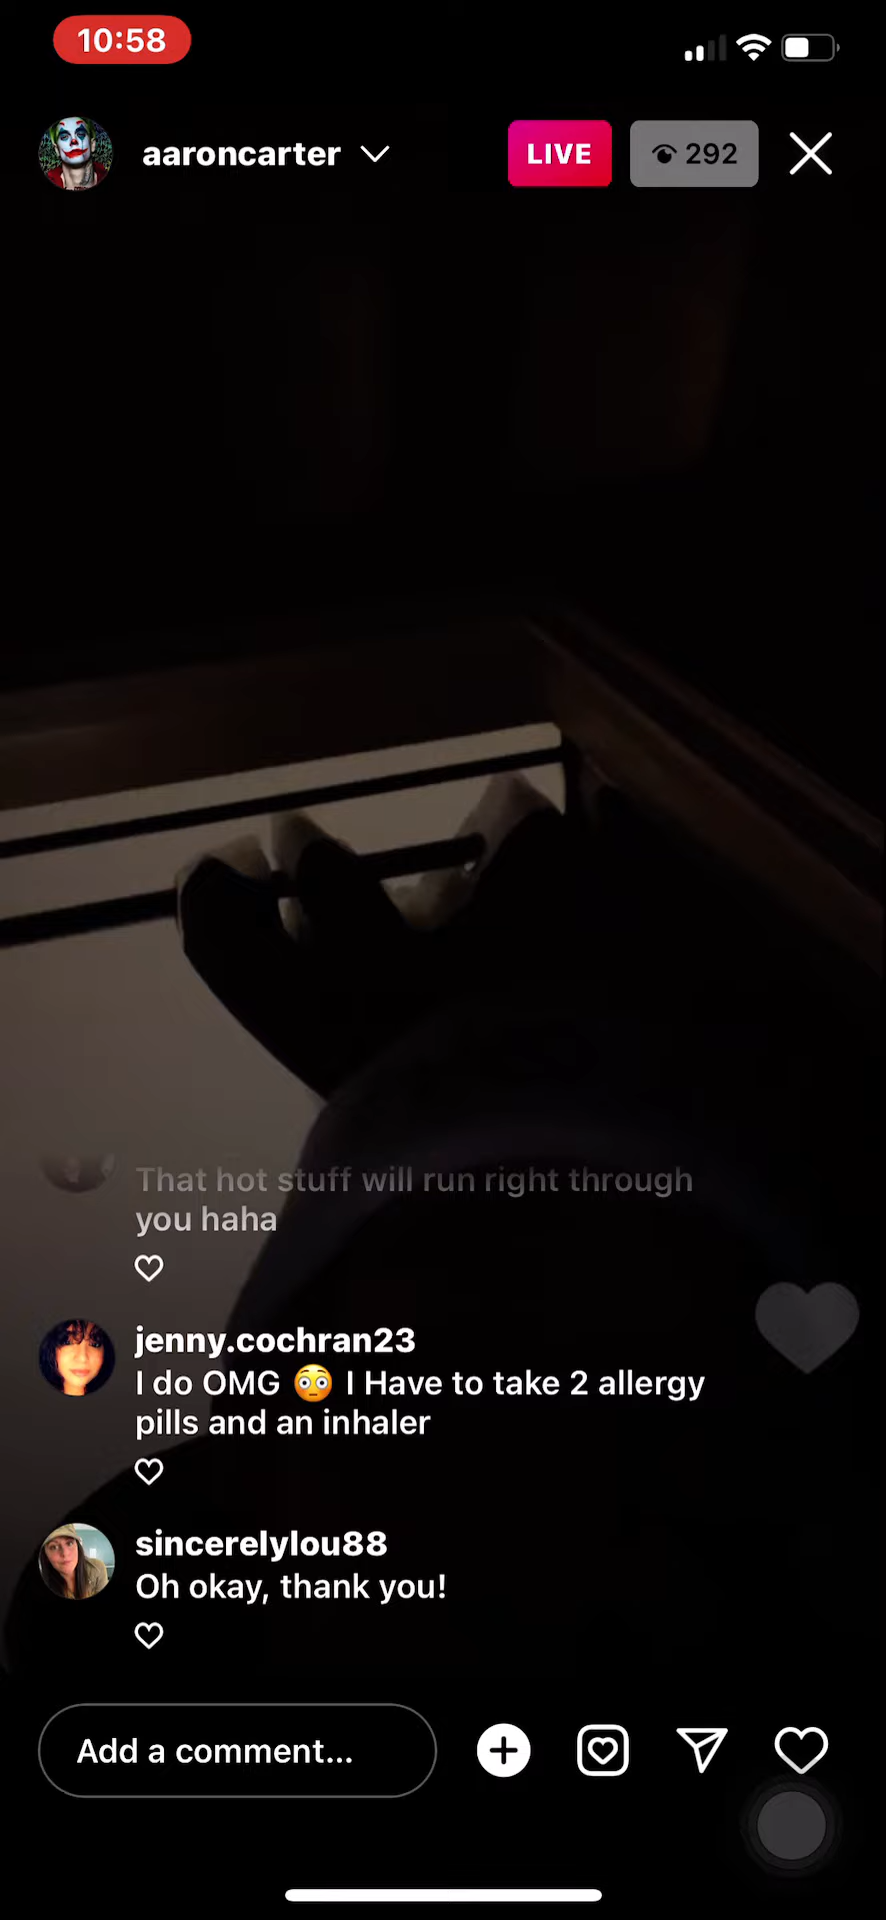 10:58
aaroncarter
LIVE
292
That hot stuff will run right through
you haha
jenny.cochran23
I do OMG 😳 I Have to take 2 allergy
pills and an inhaler
sincerelylou88
Oh okay, thank you!
Add a comment...